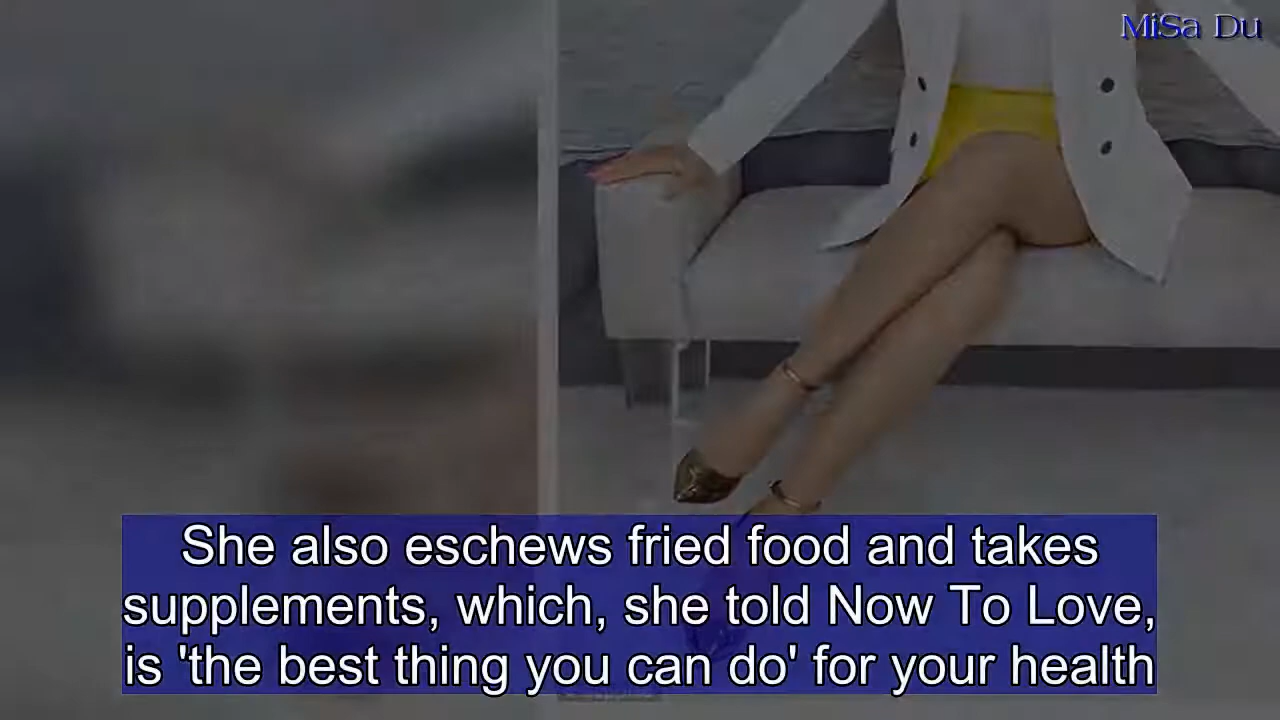 MiSa Du
She also eschews fried food and takes
supplements, which, she told Now To Love,
is 'the best thing you can do' for your health